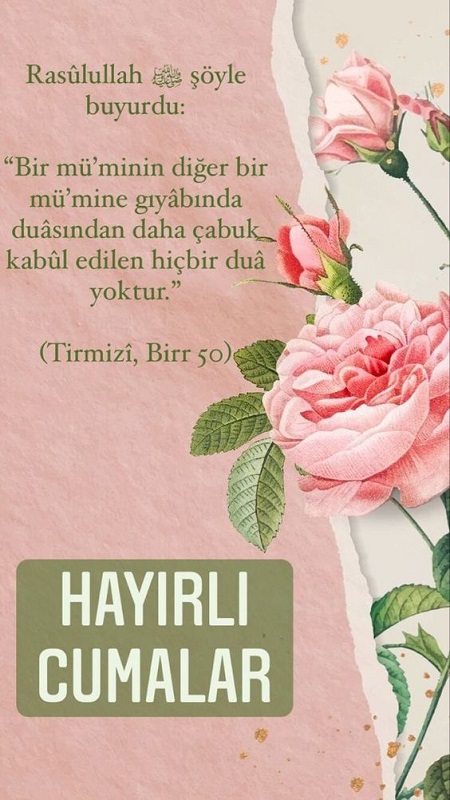 Rasûlullah ﷺ şöyle
buyurdu:
“Bir mü’minin diğer bir
mü’mine gıyâbında
duâsından daha çabuk
kabûl edilen hiçbir duâ
yoktur.”
(Tirmizî, Birr 50)
HAYIRLI
CUMALAR